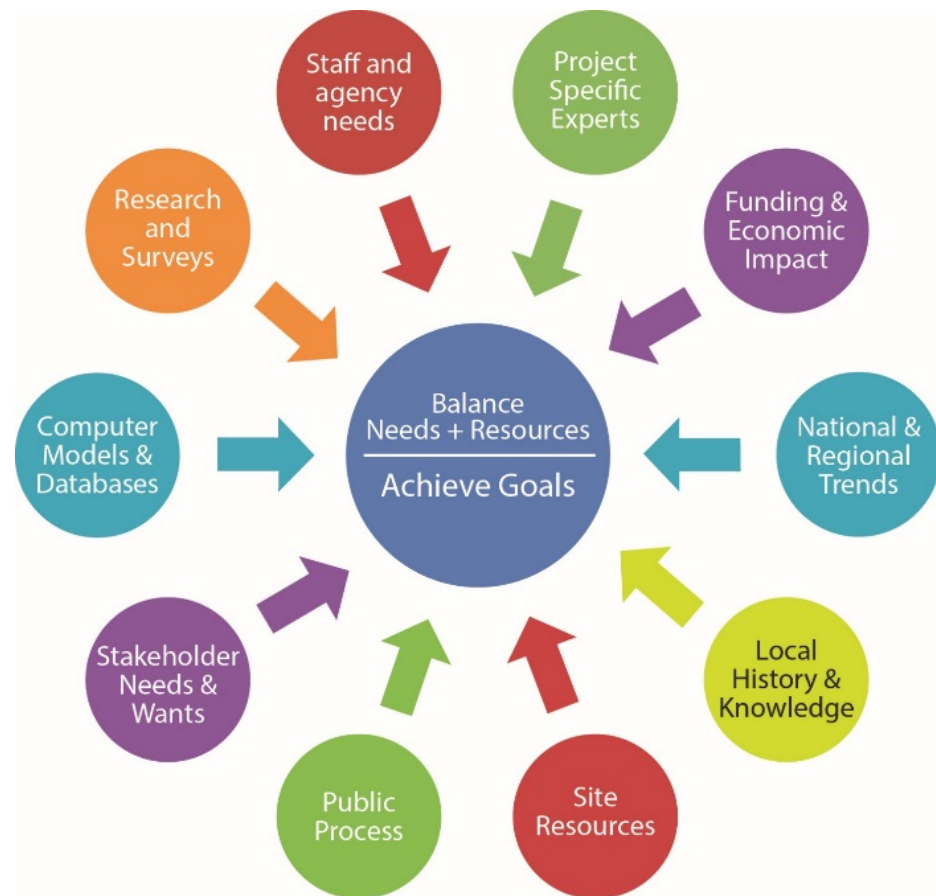 Staff and
agency
needs
Project
Specific
Experts
Funding &
Economic
Impact
National &
Regional
Trends
Local
History &
Knowledge
Site
Resources
Public
Process
Stakeholder
Needs &
Wants
Computer
Models &
Databases
Research
and
Surveys
Balance
Needs + Resources
Achieve Goals